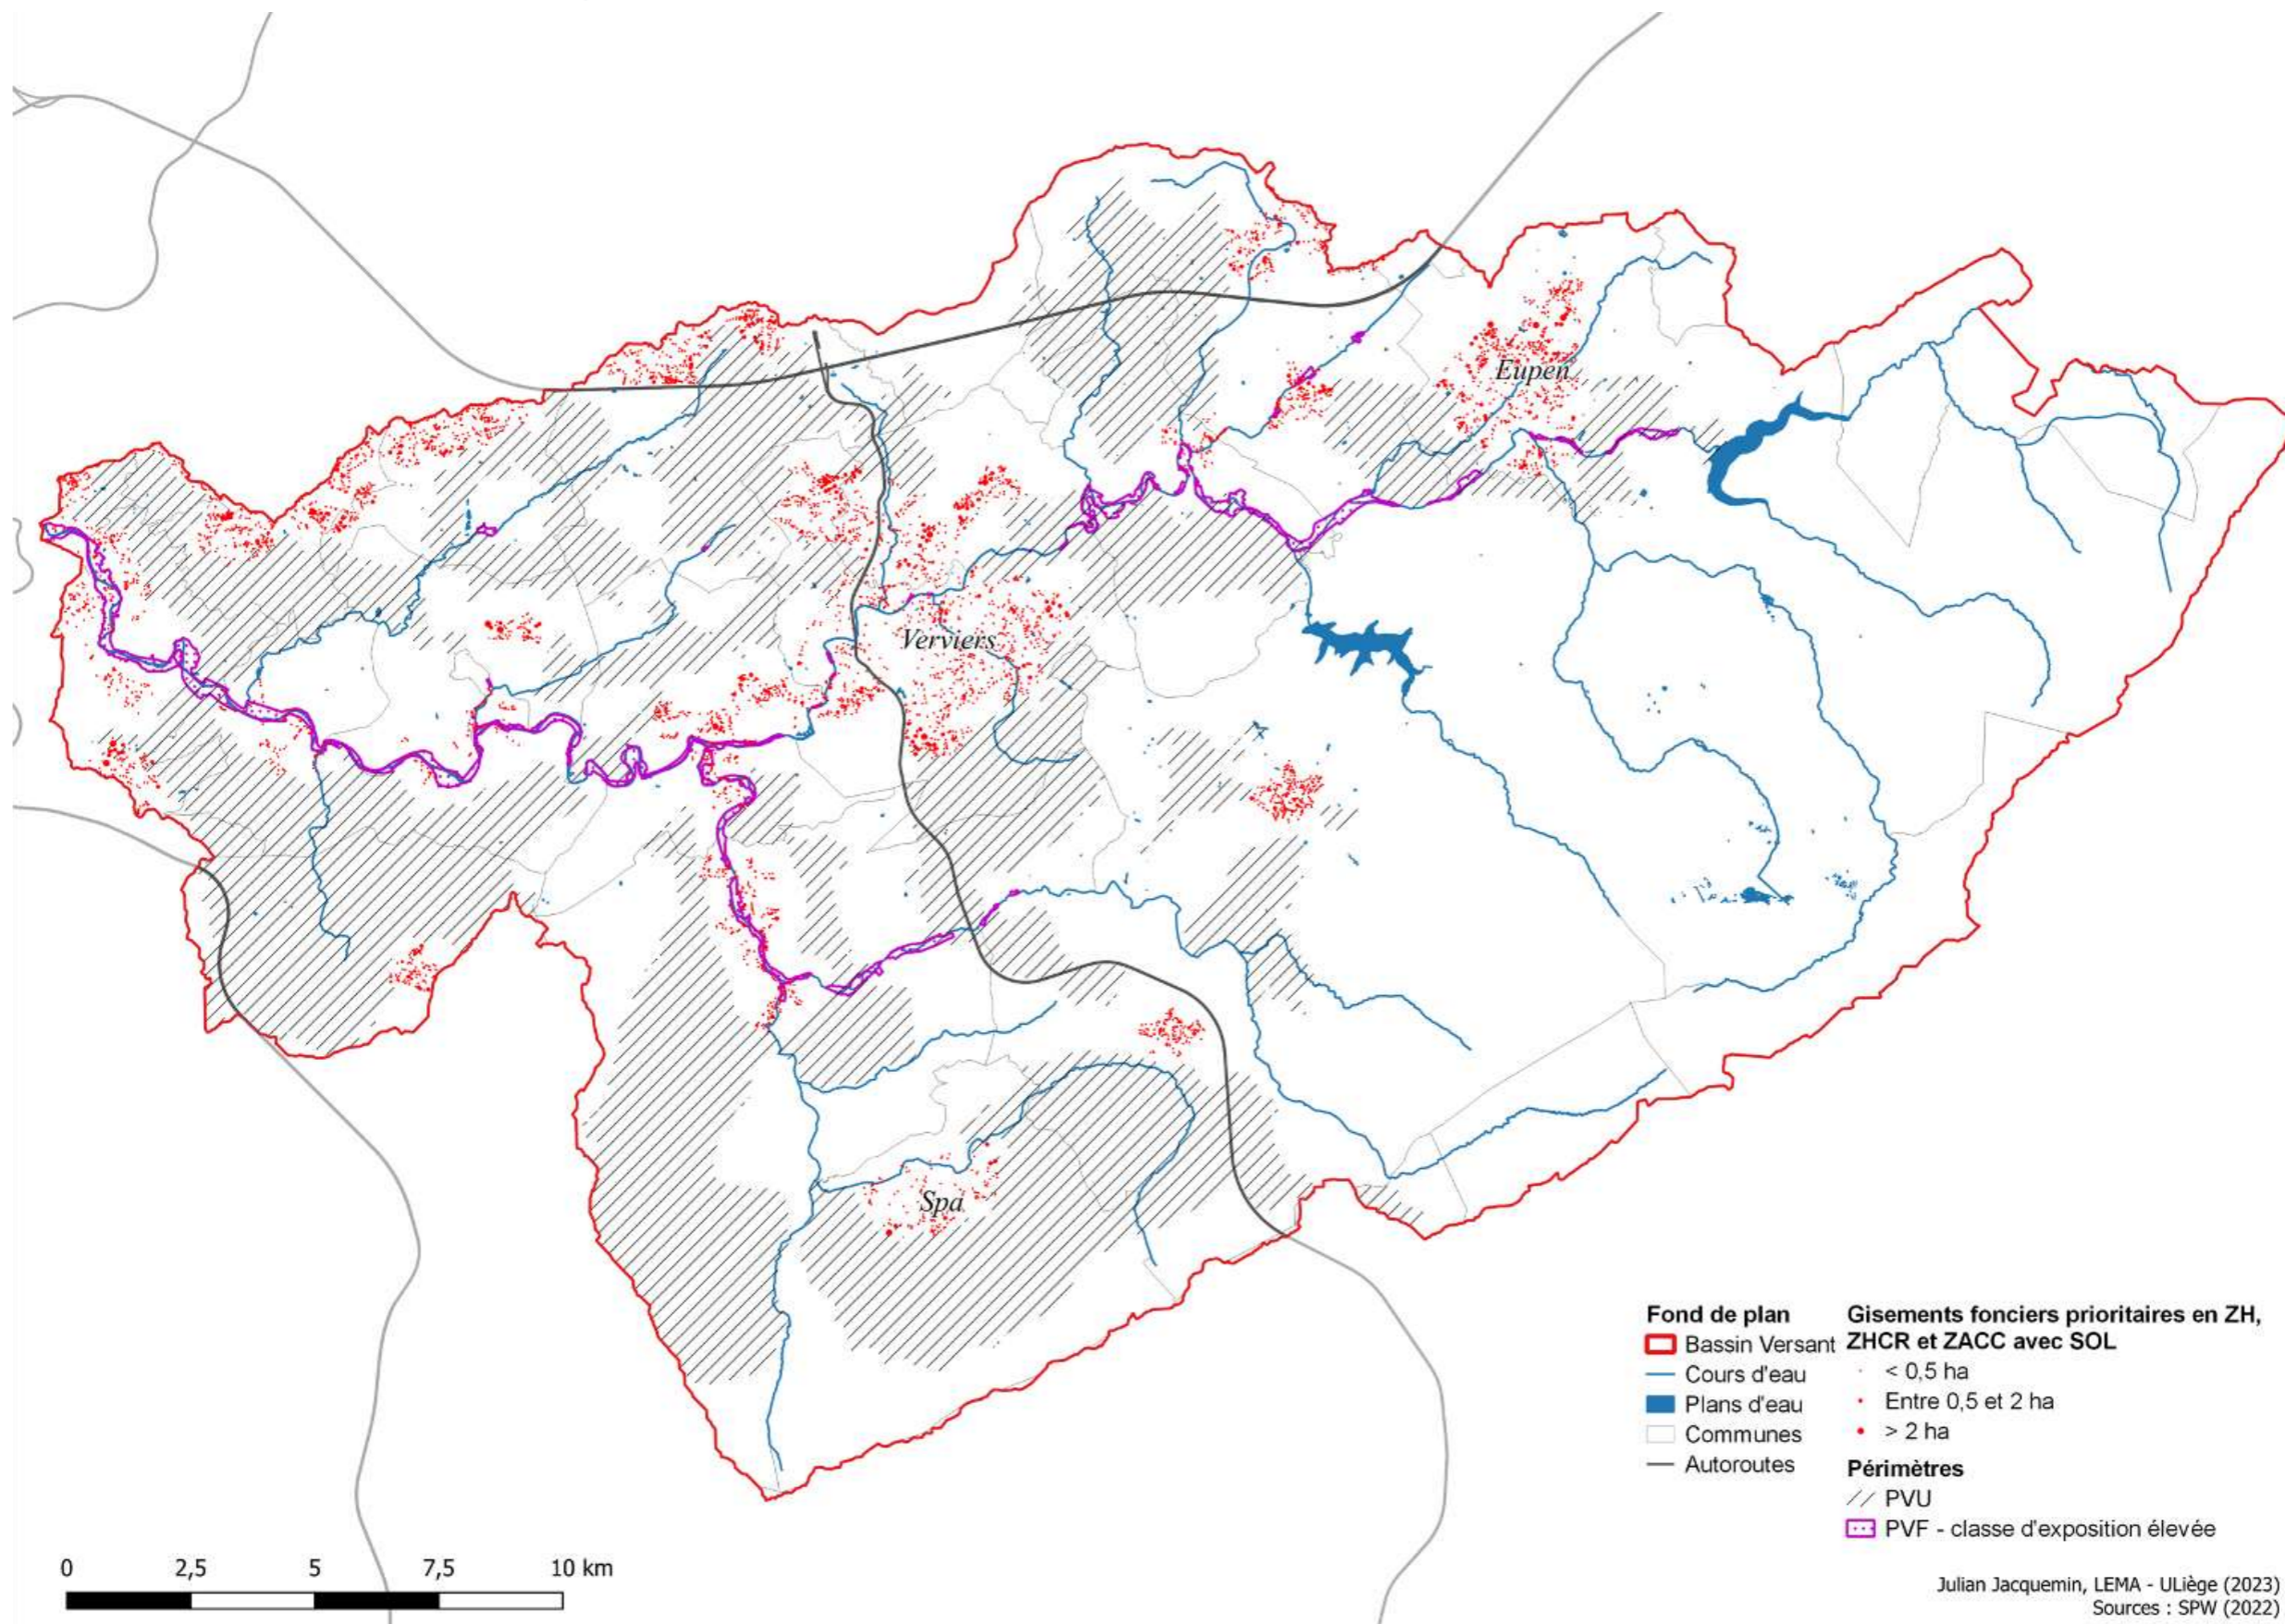 Eupen
Verviers
Spa
Fond de plan
Bassin Versant
Cours d'eau
Plans d'eau
Communes
Autoroutes
Gisements fonciers prioritaires en ZH,
ZHCR et ZACC avec SOL
< 0,5 ha
Entre 0,5 et 2 ha
> 2 ha
Périmètres
PVU
PVF - classe d'exposition élevée
0 2,5 5 7,5 10 km
Julian Jacquemin, LEMA - ULiège (2023)
Sources : SPW (2022)